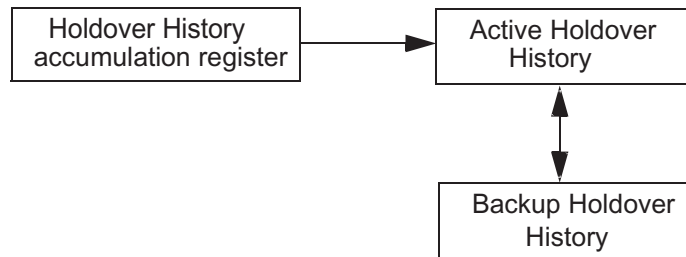 Holdover History
accumulation register
Active Holdover
History
Backup Holdover
History